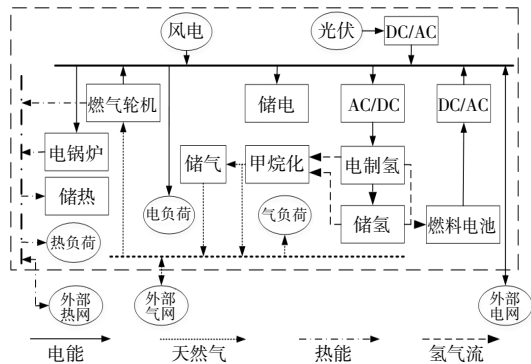 风电
光伏
DC/AC
燃气轮机
储电
AC/DC
DC/AC
电锅炉
储气
甲烷化
电制氢
储热
电负荷
气负荷
储氢
燃料电池
热负荷
外部
热网
外部
气网
外部
电网
电能
天然气
热能
氢气流